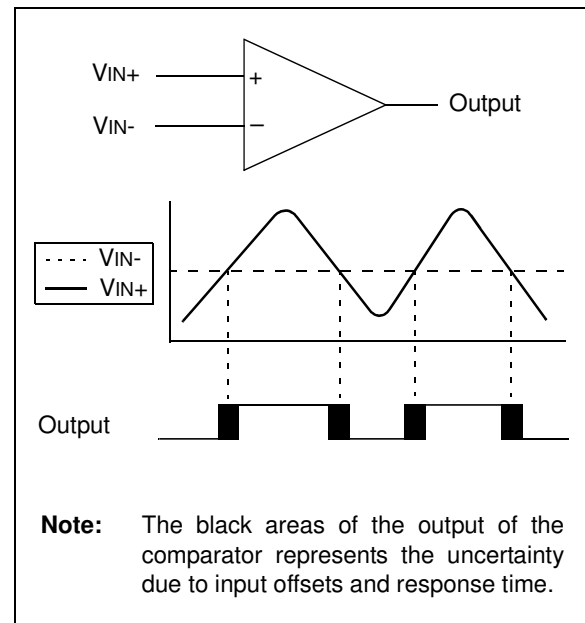 VIN+
+
Output
VIN-
–
VIN-
VIN+
Output
Note: The black areas of the output of the
comparator represents the uncertainty
due to input offsets and response time.